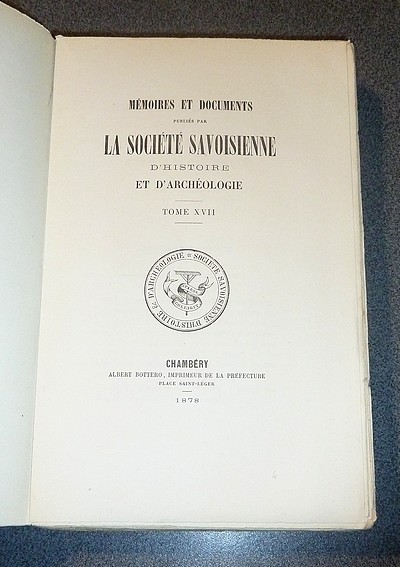 MÉMOIRES ET DOCUMENTS
PUBLIÉS PAR
LA SOCIÉTÉ SAVOISIENNE
D'HISTOIRE
ET D'ARCHÉOLOGIE
TOME XVII
SOCIÉTÉ SAVOISIENNE D'HISTOIRE & D'ARCHÉOLOGIE
CHAMBÉRY
ALBERT BOTTERO, IMPRIMEUR DE LA PRÉFECTURE
PLACE SAINT-LÉGER
1878